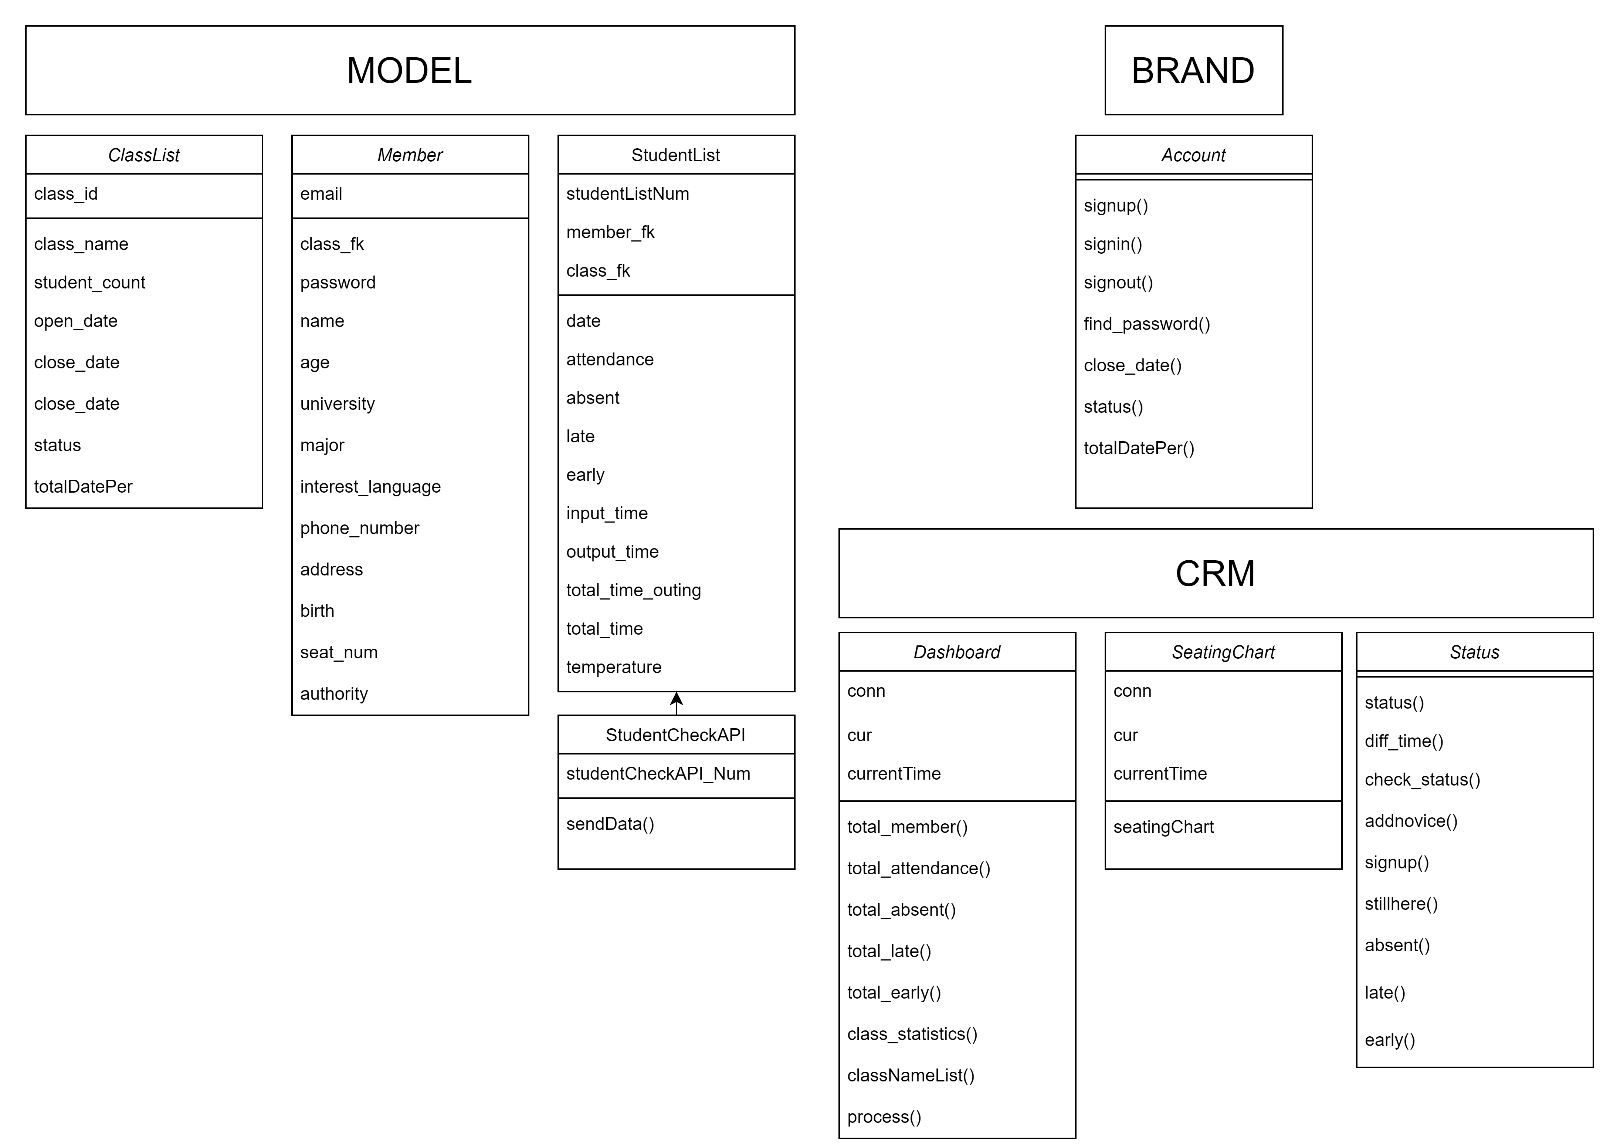 MODEL
ClassList
class_id
class_name
student_count
open_date
close_date
close_date
status
totalDatePer
Member
email
class_fk
password
name
age
university
major
interest_language
phone_number
address
birth
seat_num
authority
StudentList
studentListNum
member_fk
class_fk
date
attendance
absent
late
early
input_time
output_time
total_time_outing
total_time
temperature
StudentCheckAPI
studentCheckAPI_Num
sendData()
BRAND
Account
signup()
signin()
signout()
find_password()
close_date()
status()
totalDatePer()
CRM
Dashboard
conn
cur
currentTime
total_member()
total_attendance()
total_absent()
total_late()
total_early()
class_statistics()
classNameList()
process()
SeatingChart
conn
cur
currentTime
seatingChart
Status
status()
diff_time()
check_status()
addnovice()
signup()
stillhere()
absent()
late()
early()